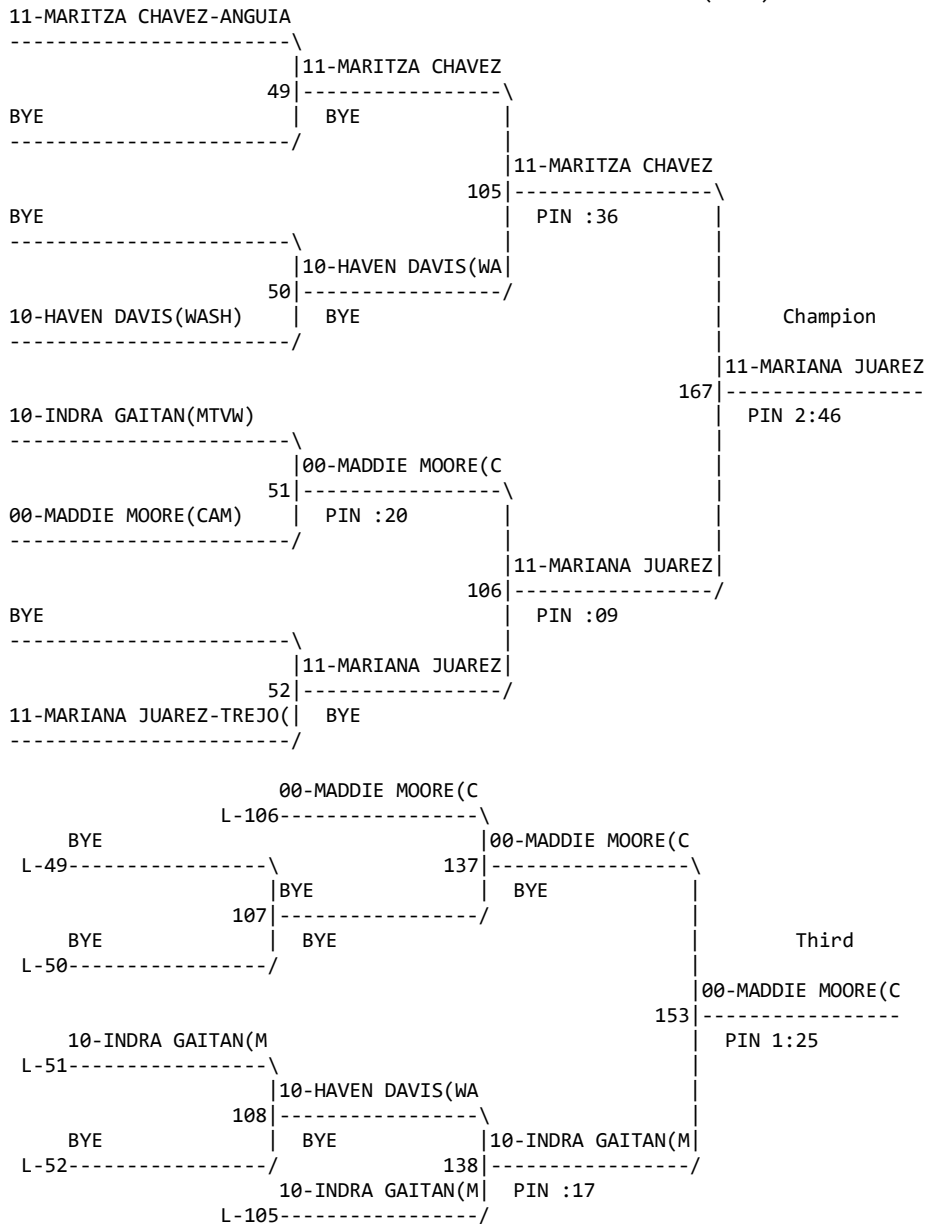 11-MARITZA CHAVEZ-ANGUIA
11-MARITZA CHAVEZ
49
BYE BYE
11-MARITZA CHAVEZ
105
BYE PIN :36
10-HAVEN DAVIS(WA
50
10-HAVEN DAVIS(WASH) BYE Champion
11-MARIANA JUAREZ
167
10-INDRA GAITAN(MTVW) PIN 2:46
00-MADDIE MOORE(C
51
00-MADDIE MOORE(CAM) PIN :20
11-MARIANA JUAREZ
106
BYE PIN :09
11-MARIANA JUAREZ
52
11-MARIANA JUAREZ-TREJO( BYE
00-MADDIE MOORE(C
L-106
BYE 00-MADDIE MOORE(C
L-49 137
BYE BYE
107
BYE BYE Third
L-50
00-MADDIE MOORE(C
153
10-INDRA GAITAN(M PIN 1:25
L-51
10-HAVEN DAVIS(WA
108
BYE BYE 10-INDRA GAITAN(M
L-52 138
10-INDRA GAITAN(M PIN :17
L-105